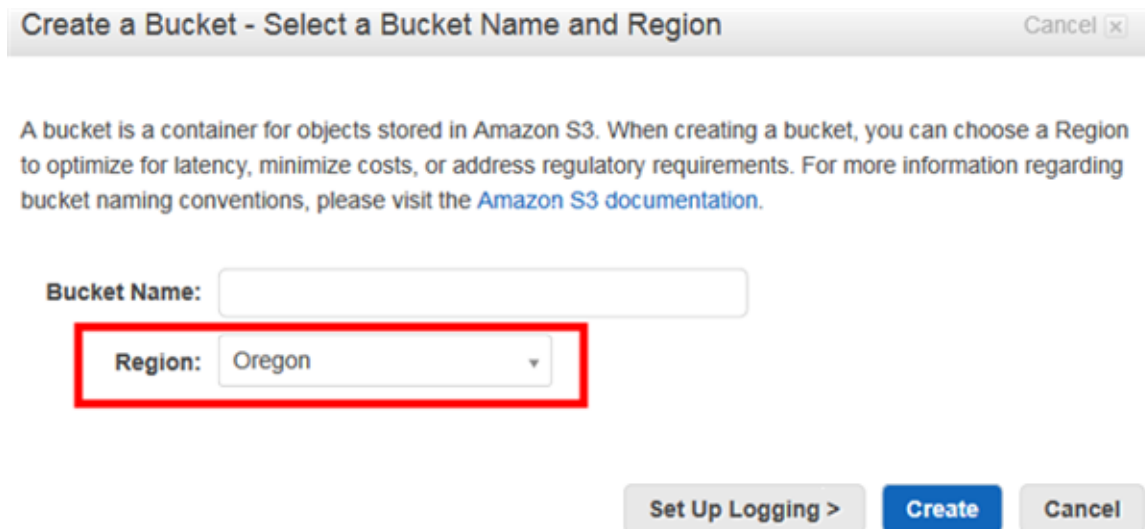 Create a Bucket - Select a Bucket Name and Region Cancel x
A bucket is a container for objects stored in Amazon S3. When creating a bucket, you can choose a Region
to optimize for latency, minimize costs, or address regulatory requirements. For more information regarding
bucket naming conventions, please visit the Amazon S3 documentation.
Bucket Name:
Region: Oregon
Set Up Logging > Create Cancel